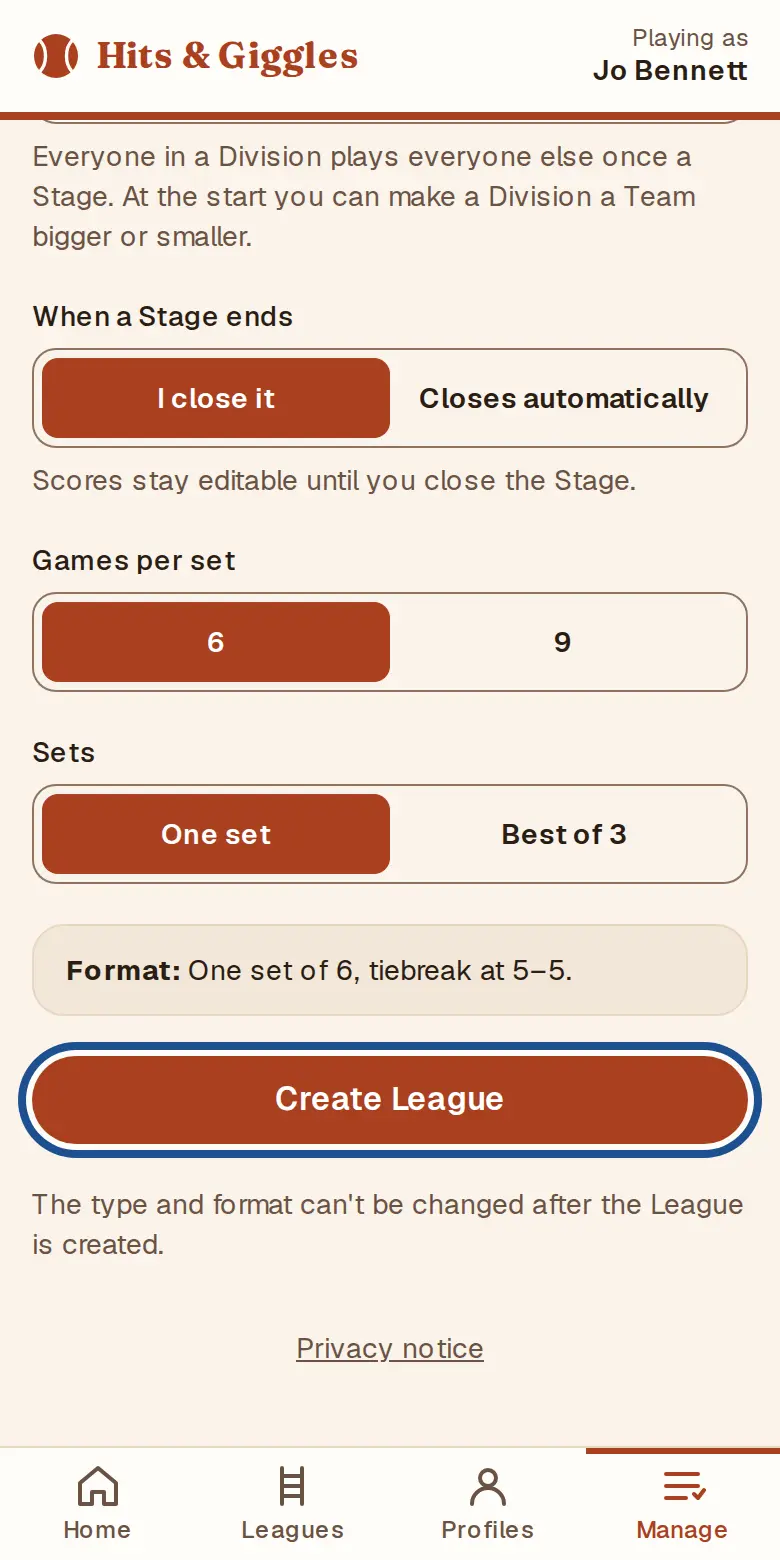 Hits & Giggles
Playing as
Jo Bennett
Everyone in a Division plays everyone else once a
Stage. At the start you can make a Division a Team
bigger or smaller.
When a Stage ends
I close it
Closes automatically
Scores stay editable until you close the Stage.
Games per set
6
9
Sets
One set
Best of 3
Format: One set of 6, tiebreak at 5–5.
Create League
The type and format can't be changed after the League
is created.
Privacy notice
Home
Leagues
Profiles
Manage